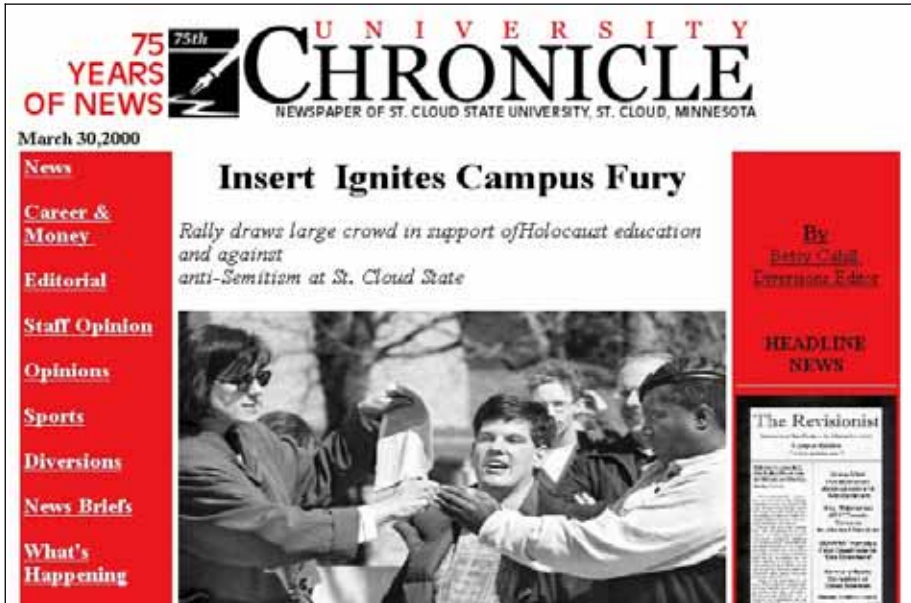 75
YEARS
OF NEWS
75th
UNIVERSITY
CHRONICLE
NEWSPAPER OF ST. CLOUD STATE UNIVERSITY, ST. CLOUD, MINNESOTA
March 30,2000
News
Career &
Money
Editorial
Staff Opinion
Opinions
Sports
Diversions
News Briefs
What's
Happening
Insert Ignites Campus Fury
Rally draws large crowd in support ofHolocaust education
and against
anti-Semitism at St. Cloud State
By
Betsy Cahill,
Diversions Editor
HEADLINE
NEWS
The Revisionist